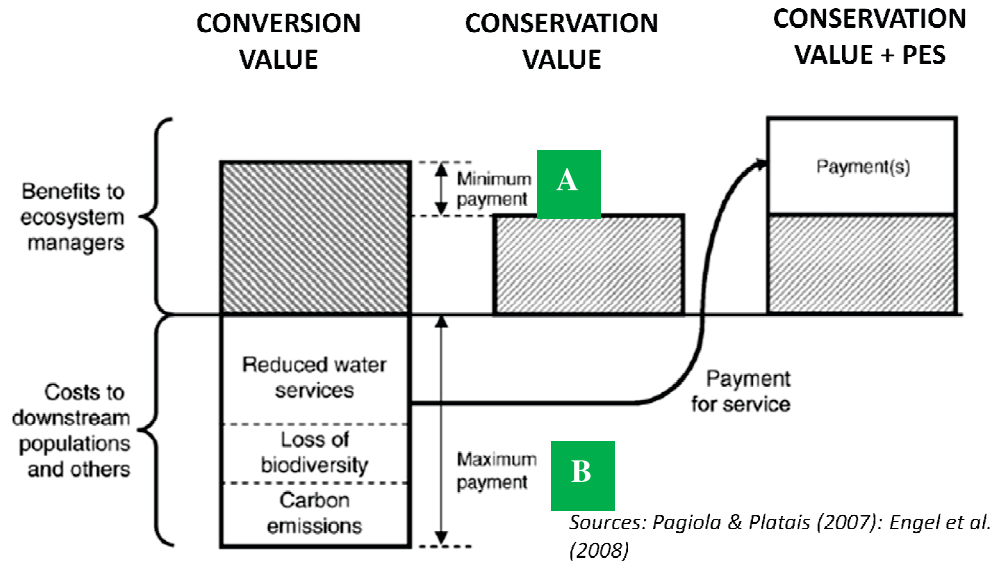 CONVERSION
VALUE
CONSERVATION
VALUE
CONSERVATION
VALUE + PES
Benefits to
ecosystem
managers
Minimum
payment
A
Payment(s)
Costs to
downstream
populations
and others
Reduced water
services
Loss of
biodiversity
Carbon
emissions
Maximum
payment
B
Payment
for service
Sources: Pagiola & Platais (2007): Engel et al.
(2008)